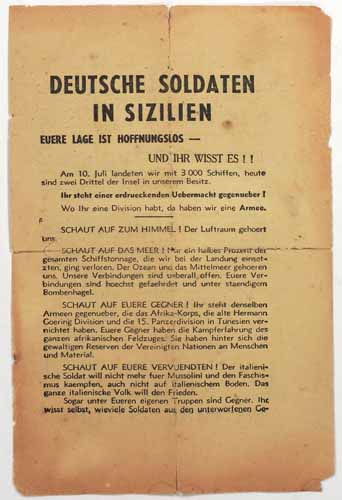 DEUTSCHE SOLDATEN
IN SIZILIEN
EUERE LAGE IST HOFFNUNGSLOS —
UND IHR WISST ES ! !
Am 10. Juli landeten wir mit 3 000 Schiffen, heute
sind zwei Drittel der Insel in unserem Besitz.
Ihr steht einer erdrueckenden Uebermacht gegenueber !
Wo Ihr eine Division habt, da haben wir eine Armee.
SCHAUT AUF ZUM HIMMEL ! Der Luftraum gehoert
uns.
SCHAUT AUF DAS MEER ! Nur ein halbes Prozent der
gesamten Schiffstonnage, die wir bei der Landung einsetz-
ten, ging verloren. Der Ozean und das Mittelmeer gehoeren
uns. Unsere Verbindungen sind ueberall offen. Euere Ver-
bindungen sind hoechst gefaehrdet und unter staendigem
Bombenhagel.
SCHAUT AUF EUERE GEGNER ! Ihr steht denselben
Armeen gegenueber, die das Afrika-Korps, die alte Hermann
Goering Division und die 15. Panzerdivision in Tunesien ver-
nichtet haben. Euere Gegner haben die Kampferfahrung des
ganzen afrikanischen Feldzuges. Sie haben hinter sich die
gewaltigen Reserven der Vereinigten Nationen an Menschen
und Material.
SCHAUT AUF EUERE VERBUENDTEN ! Der italieni-
sche Soldat will nicht mehr fuer Mussolini und den Faschis-
mus kaempfen, auch nicht auf italienischem Boden. Das
ganze italienische Volk will den Frieden.
Sogar unter Eueren eigenen Truppen sind Gegner. Ihr
wisst selbst, wieviele Soldaten aus den unterworfenen Ge-